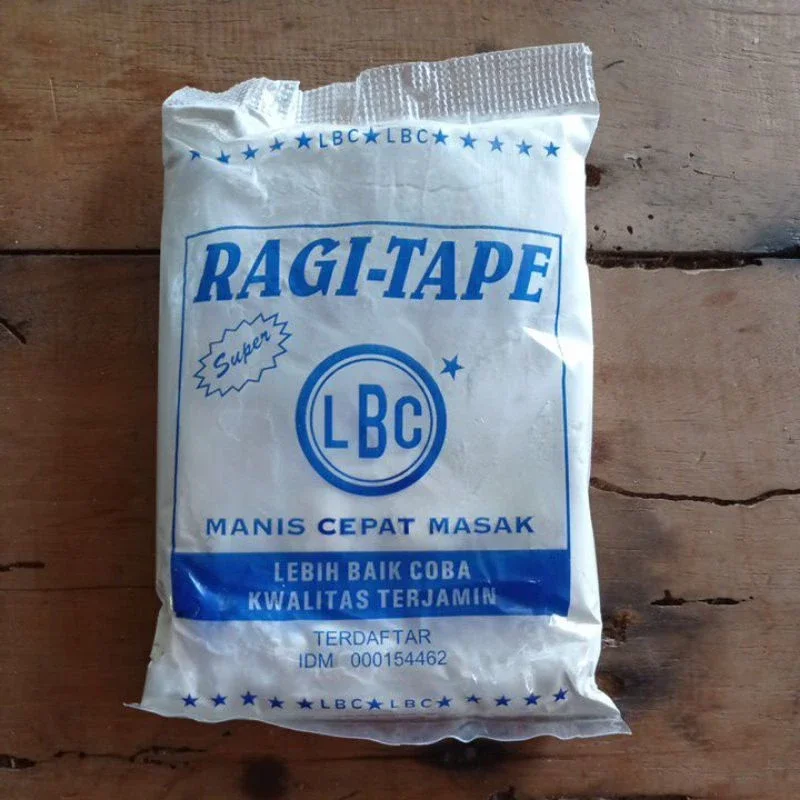 ★ ★ ★ ★ ★LBC★LBC★ ★ ★ ★ ★
RAGI-TAPE
Super
★
LBC
MANIS CEPAT MASAK
LEBIH BAIK COBA
KWALITAS TERJAMIN
TERDAFTAR
IDM 000154462
★ ★ ★ ★ ★LBC★LBC★ ★ ★ ★ ★